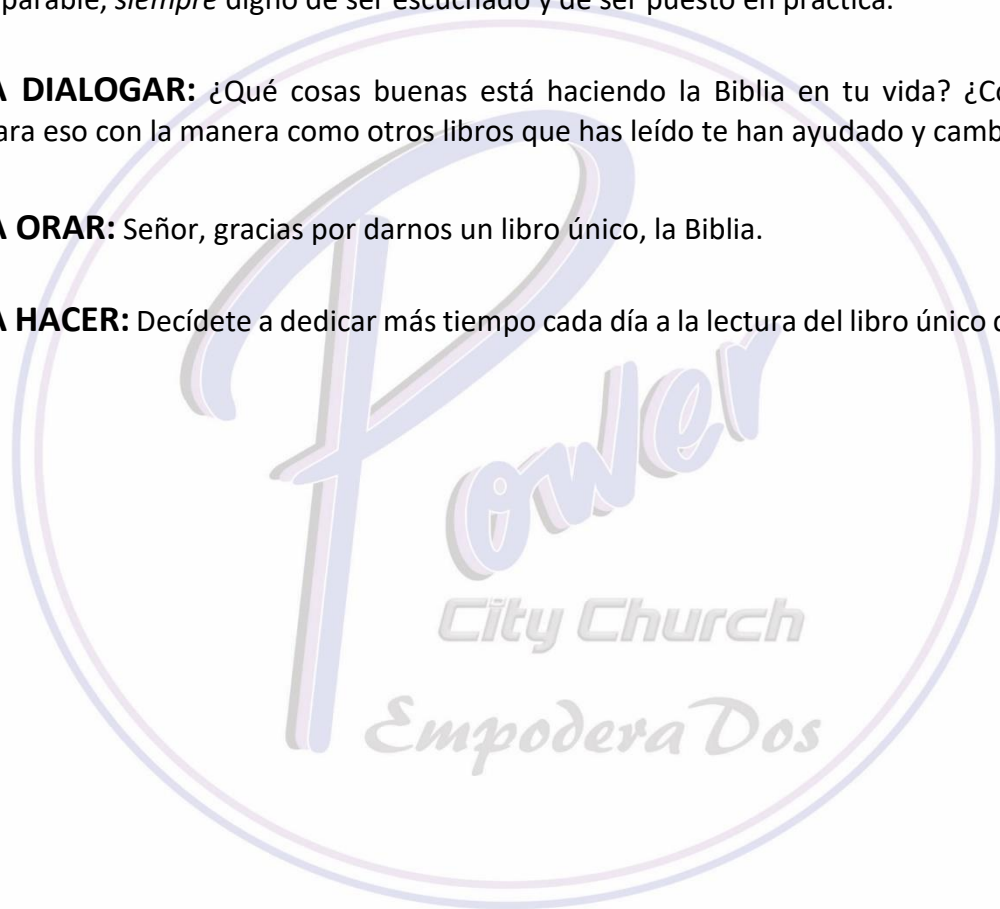 parable, siempre digno de ser escuchado y de ser puesto en práctica.
A DIALOGAR: ¿Qué cosas buenas está haciendo la Biblia en tu vida? ¿Có
ara eso con la manera como otros libros que has leído te han ayudado y camb
A ORAR: Señor, gracias por darnos un libro único, la Biblia.
A HACER: Decídete a dedicar más tiempo cada día a la lectura del libro único d
Power
City Church
EmpoderaDos